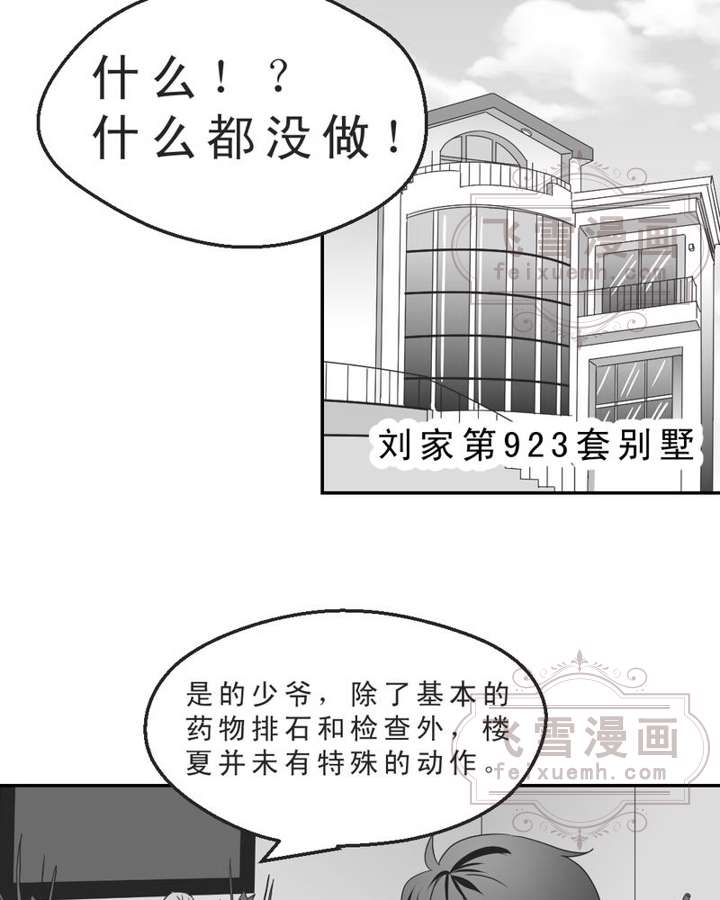 什么！？
什么都没做！
飞雪漫画
feixuemh.com
刘家第923套别墅
是的少爷，除了基本的
药物排石和检查外，楼
夏并未有特殊的动作。
飞雪漫画
feixuemh.com